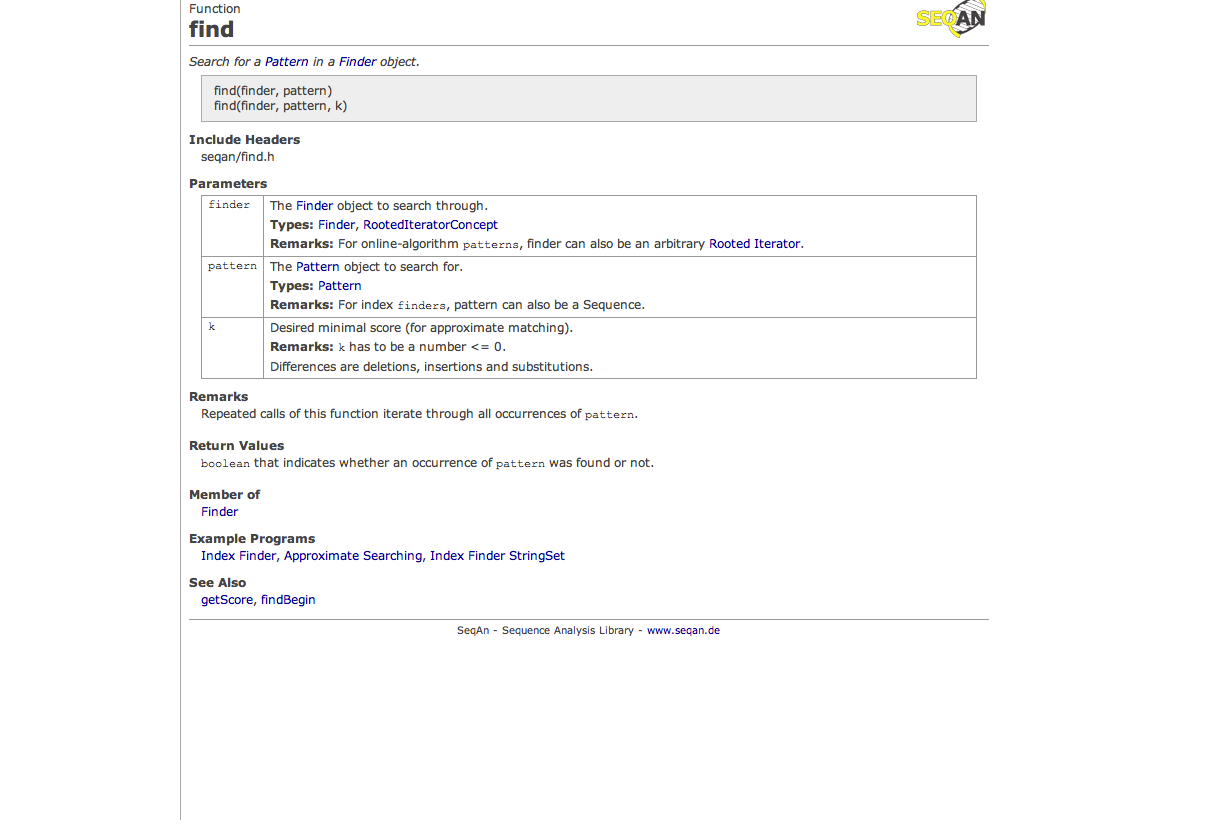 Function
find
SEQAN
Search for a Pattern in a Finder object.
find(finder, pattern)
find(finder, pattern, k)
Include Headers
seqan/find.h
Parameters
finder
The Finder object to search through.
Types: Finder, RootedIteratorConcept
Remarks: For online-algorithm patterns, finder can also be an arbitrary Rooted Iterator.
pattern
The Pattern object to search for.
Types: Pattern
Remarks: For index finders, pattern can also be a Sequence.
k
Desired minimal score (for approximate matching).
Remarks: k has to be a number <= 0.
Differences are deletions, insertions and substitutions.
Remarks
Repeated calls of this function iterate through all occurrences of pattern.
Return Values
boolean that indicates whether an occurrence of pattern was found or not.
Member of
Finder
Example Programs
Index Finder, Approximate Searching, Index Finder StringSet
See Also
getScore, findBegin
SeqAn - Sequence Analysis Library - www.seqan.de